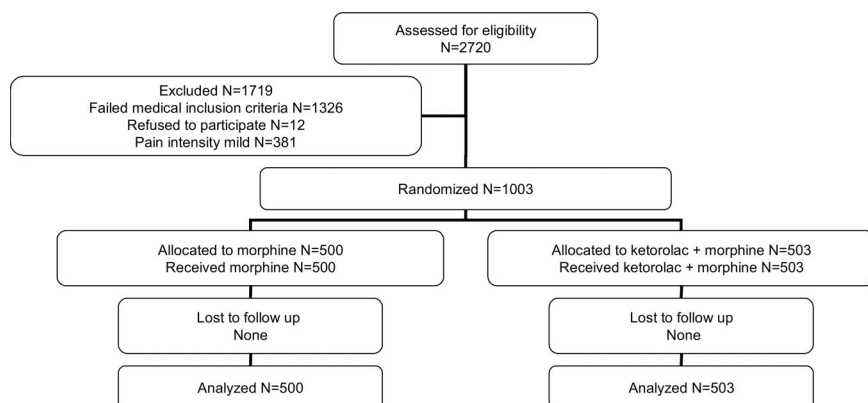 Assessed for eligibility
N=2720
Excluded N=1719
Failed medical inclusion criteria N=1326
Refused to participate N=12
Pain intensity mild N=381
Randomized N=1003
Allocated to morphine N=500
Received morphine N=500
Allocated to ketorolac + morphine N=503
Received ketorolac + morphine N=503
Lost to follow up
None
Lost to follow up
None
Analyzed N=500
Analyzed N=503